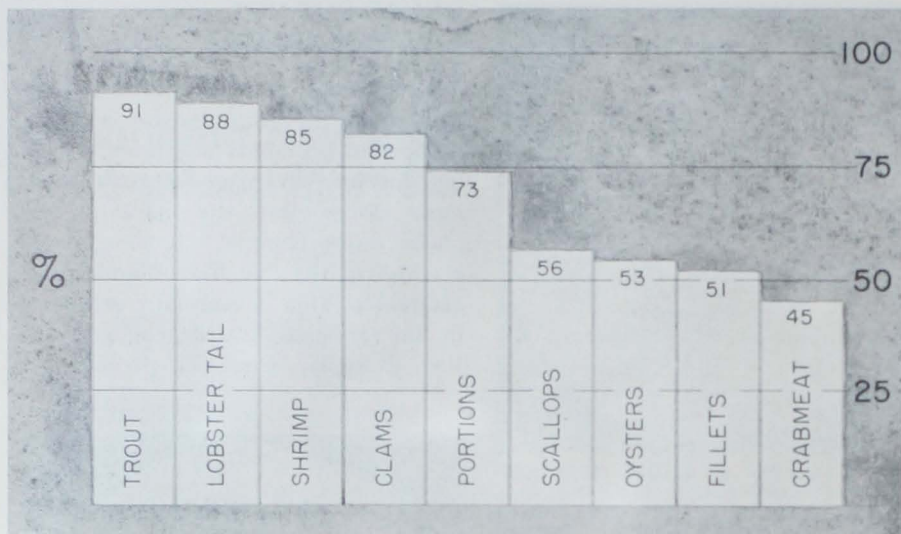 100
91
88
85
82
75
73
%
56
53
51
50
45
25
TROUT
LOBSTER TAIL
SHRIMP
CLAMS
PORTIONS
SCALLOPS
OYSTERS
FILLETS
CRABMEAT